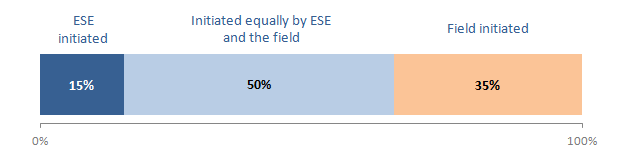 ESE
initiated
Initiated equally by ESE
and the field
Field initiated
15%
50%
35%
0%
100%